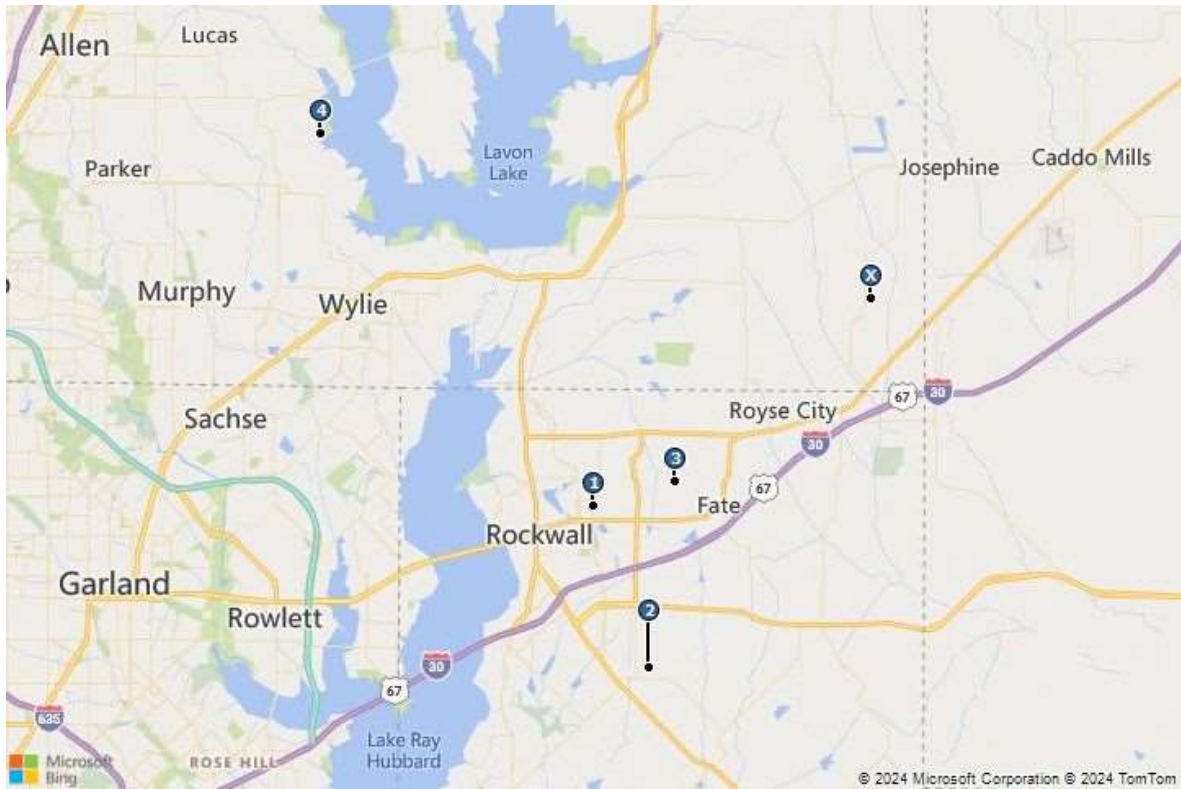 Allen
Lucas
4
Parker
Lavon
Lake
Josephine
Caddo Mills
X
Murphy
Wylie
Sachse
Royse City
67
30
30
3
67
1
Fate
Rockwall
Garland
Rowlett
2
30
67
635
Lake Ray
Hubbard
ROSE HILL
Microsoft
Bing
© 2024 Microsoft Corporation © 2024 TomTom